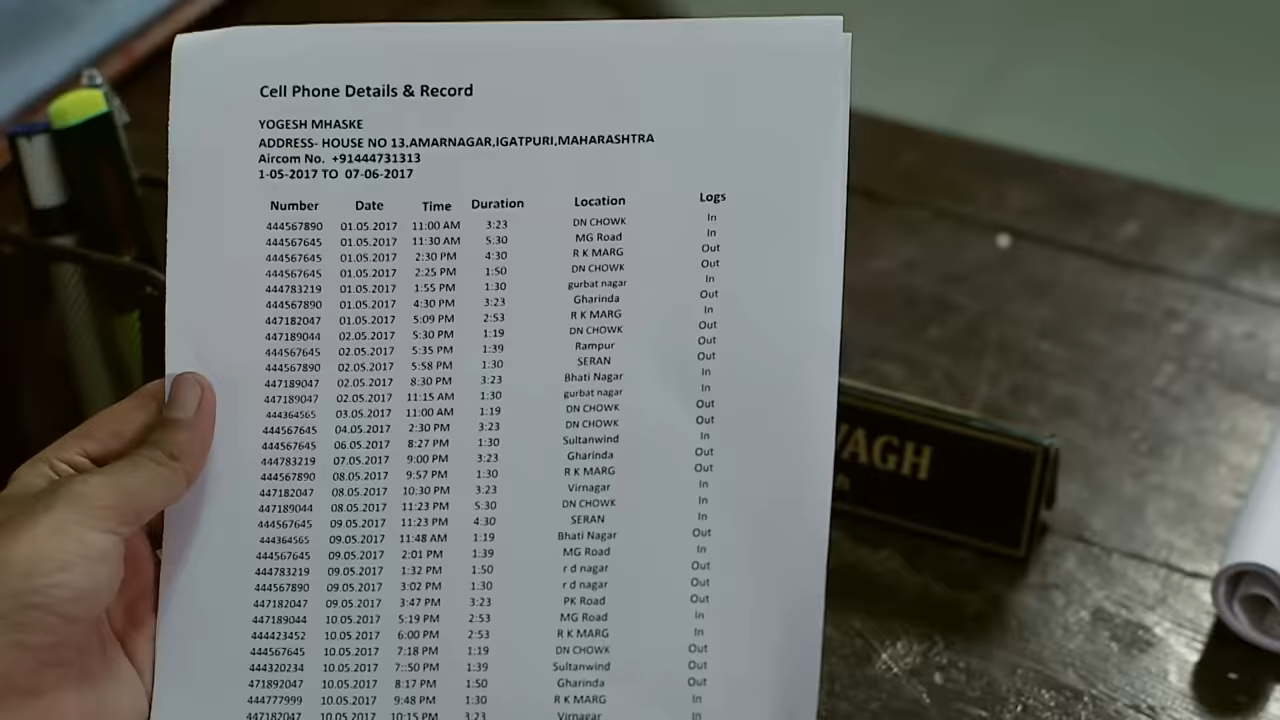 Cell Phone Details & Record
YOGESH MHASKE
ADDRESS- HOUSE NO 13,AMARNAGAR,IGATPURI,MAHARASHTRA
Aircom No. +91444731313
1-05-2017 TO 07-06-2017
Number Date Time Duration Location Logs
444567890 01.05.2017 11:00 AM 3:23 DN CHOWK In
444567645 01.05.2017 11:30 AM 5:30 MG Road In
444567645 01.05.2017 2:30 PM 4:30 R K MARG Out
444567645 01.05.2017 2:25 PM 1:50 DN CHOWK Out
444783219 01.05.2017 1:55 PM 1:30 gurbat nagar In
444567890 01.05.2017 4:30 PM 3:23 Gharinda Out
447182047 01.05.2017 5:09 PM 2:53 R K MARG In
447189044 02.05.2017 5:30 PM 1:19 DN CHOWK Out
444567645 02.05.2017 5:35 PM 1:39 Rampur Out
444567890 02.05.2017 5:58 PM 1:30 SERAN Out
447189047 02.05.2017 8:30 PM 3:23 Bhati Nagar In
447189047 02.05.2017 11:15 AM 1:30 gurbat nagar In
444364565 03.05.2017 11:00 AM 1:19 DN CHOWK Out
444567645 04.05.2017 2:30 PM 3:23 DN CHOWK Out
444567645 06.05.2017 8:27 PM 1:30 Sultanwind In
444783219 07.05.2017 9:00 PM 3:23 Gharinda Out
444567890 08.05.2017 9:57 PM 1:30 R K MARG Out
447182047 08.05.2017 10:30 PM 3:23 Virnagar In
447189044 08.05.2017 11:23 PM 5:30 DN CHOWK In
444567645 09.05.2017 11:23 PM 4:30 SERAN In
444364565 09.05.2017 11:48 AM 1:19 Bhati Nagar Out
444567645 09.05.2017 2:01 PM 1:39 MG Road In
444783219 09.05.2017 1:32 PM 1:50 r d nagar Out
444567890 09.05.2017 3:02 PM 1:30 r d nagar Out
447182047 09.05.2017 3:47 PM 3:23 PK Road Out
447189044 10.05.2017 5:19 PM 2:53 MG Road In
444423452 10.05.2017 6:00 PM 2:53 R K MARG In
444567645 10.05.2017 7:18 PM 1:19 DN CHOWK Out
444320234 10.05.2017 7::50 PM 1:39 Sultanwind Out
471892047 10.05.2017 8:17 PM 1:50 Gharinda Out
444777999 10.05.2017 9:48 PM 1:30 R K MARG In
447182047 10.05.2017 10:15 PM 3:23 Virnagar In
VAGH